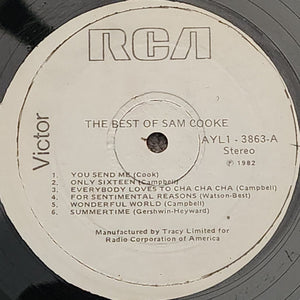 RCA
Victor
THE BEST OF SAM COOKE
AYL1 - 3863-A
Stereo
℗ 1982
1. YOU SEND ME (Cook)
2. ONLY SIXTEEN (Campbell)
3. EVERYBODY LOVES TO CHA CHA CHA (Campbell)
4. FOR SENTIMENTAL REASONS (Watson-Best)
5. WONDERFUL WORLD (Campbell)
6. SUMMERTIME (Gershwin-Heyward)
Manufactured by Tracy Limited for
Radio Corporation of America